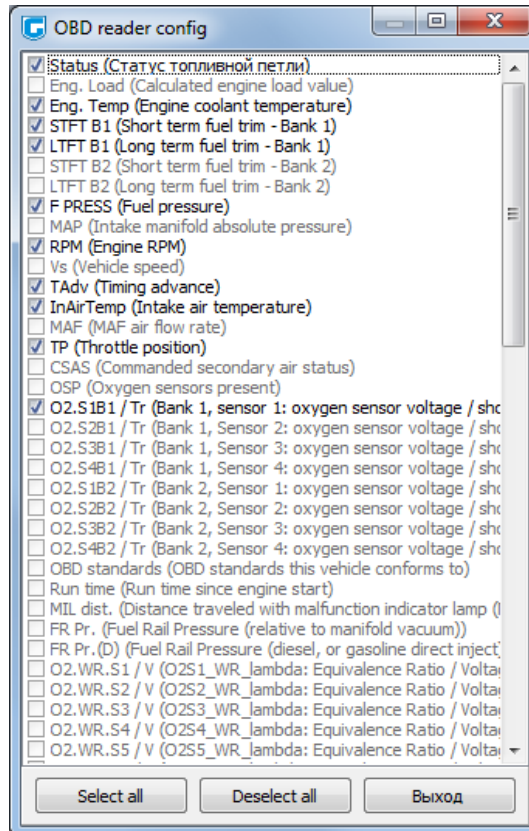 OBD reader config
Status (Статус топливной петли)
Eng. Load (Calculated engine load value)
Eng. Temp (Engine coolant temperature)
STFT B1 (Short term fuel trim - Bank 1)
LTFT B1 (Long term fuel trim - Bank 1)
STFT B2 (Short term fuel trim - Bank 2)
LTFT B2 (Long term fuel trim - Bank 2)
F PRESS (Fuel pressure)
MAP (Intake manifold absolute pressure)
RPM (Engine RPM)
Vs (Vehicle speed)
TAdv (Timing advance)
InAirTemp (Intake air temperature)
MAF (MAF air flow rate)
TP (Throttle position)
CSAS (Commanded secondary air status)
OSP (Oxygen sensors present)
O2.S1B1 / Tr (Bank 1, sensor 1: oxygen sensor voltage / sho
O2.S2B1 / Tr (Bank 1, Sensor 2: oxygen sensor voltage / sho
O2.S3B1 / Tr (Bank 1, Sensor 3: oxygen sensor voltage / sho
O2.S4B1 / Tr (Bank 1, Sensor 4: oxygen sensor voltage / sho
O2.S1B2 / Tr (Bank 2, Sensor 1: oxygen sensor voltage / sho
O2.S2B2 / Tr (Bank 2, Sensor 2: oxygen sensor voltage / sho
O2.S3B2 / Tr (Bank 2, Sensor 3: oxygen sensor voltage / sho
O2.S4B2 / Tr (Bank 2, Sensor 4: oxygen sensor voltage / sho
OBD standards (OBD standards this vehicle conforms to)
Run time (Run time since engine start)
MIL dist. (Distance traveled with malfunction indicator lamp (
FR Pr. (Fuel Rail Pressure (relative to manifold vacuum))
FR Pr.(D) (Fuel Rail Pressure (diesel, or gasoline direct inject
O2.WR.S1 / V (O2S1_WR_lambda: Equivalence Ratio / Volta
O2.WR.S2 / V (O2S2_WR_lambda: Equivalence Ratio / Volta
O2.WR.S3 / V (O2S3_WR_lambda: Equivalence Ratio / Volta
O2.WR.S4 / V (O2S4_WR_lambda: Equivalence Ratio / Volta
O2.WR.S5 / V (O2S5_WR_lambda: Equivalence Ratio / Volta
Select all
Deselect all
Выход